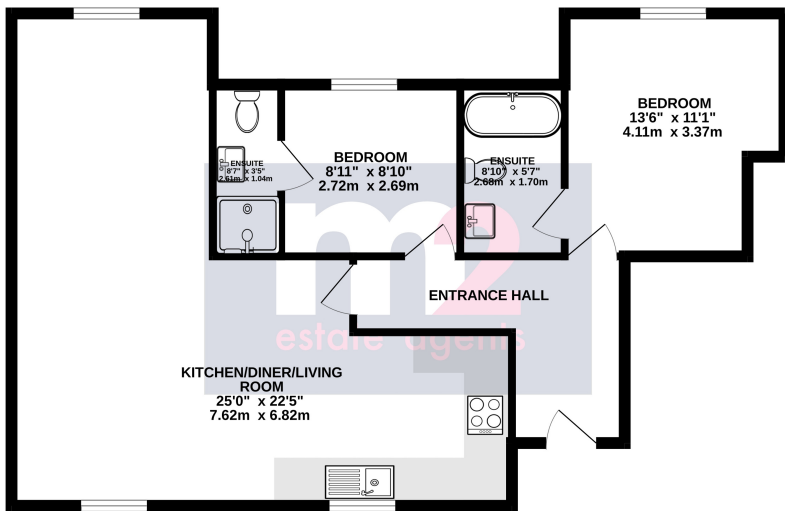 BEDROOM
13'6" x 11'1"
4.11m x 3.37m
BEDROOM
8'11" x 8'10"
2.72m x 2.69m
ENSUITE
8'7" x 3'5"
2.61m x 1.04m
ENSUITE
8'10" x 5'7"
2.68m x 1.70m
m2
ENTRANCE HALL
estate agents
KITCHEN/DINER/LIVING
ROOM
25'0" x 22'5"
7.62m x 6.82m